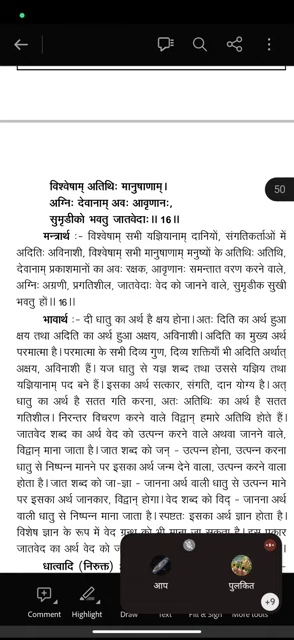 50
विश्वेषाम् अतिथिः मानुषाणाम्।
अग्निः देवानाम् अवः आवृणानः,
सुमृडीको भवतु जातवेदाः।। 16 ।।
मन्त्रार्थ :- विश्वेषाम् सभी यज्ञियानाम् दानियों, संगतिकर्ताओं में
अदितिः अविनाशी, विश्वेषाम् सभी मानुषाणाम् मनुष्यों के अतिथिः अतिथि,
देवानाम् प्रकाशमानों का अवः रक्षक, आवृणानः समन्तात वरण करने वाले,
अग्निः अग्रणी, प्रगतिशील, जातवेदाः वेद को जानने वाले, सुमृडीक सुखी
भवतु हों।। 16 ।।
भावार्थ :- दी धातु का अर्थ है क्षय होना। अतः दिति का अर्थ हुआ
क्षय तथा अदिति का अर्थ हुआ अक्षय, अविनाशी। अदिति का मुख्य अर्थ
परमात्मा है। परमात्मा के सभी दिव्य गुण, दिव्य शक्तियाँ भी अदिति अर्थात्
अक्षय, अविनाशी हैं। यज धातु से यज्ञ शब्द तथा उससे यज्ञिय तथा
यज्ञियानाम् पद बने हैं। इसका अर्थ सत्कार, संगति, दान योग्य है। अत्
धातु का अर्थ है सतत गति करना, अतः अतिथिः का अर्थ है सतत
गतिशील। निरन्तर विचरण करने वाले विद्वान् हमारे अतिथि होते हैं।
जातवेद शब्द का अर्थ वेद को उत्पन्न करने वाले अथवा जानने वाले,
विद्वान् माना जाता है। जात शब्द को जन् - उत्पन्न होना, उत्पन्न करना
धातु से निष्पन्न मानने पर इसका अर्थ जन्म देने वाला, उत्पन्न करने वाला
होता है। जात शब्द को जा-ज्ञा - जानना अर्थ वाली धातु से उत्पन्न माने
पर इसका अर्थ जानकार, विद्वान् होगा। वेद शब्द को विद् - जानना अर्थ
वाली धातु से निष्पन्न माना जाता है। स्पष्टतः इसका अर्थ ज्ञान होता है।
विशेष ज्ञान के रूप में वेद ग्रन्थ को भी माना जा सकता है। इस प्रकार
जातवेद का अर्थ वेद को
धात्वादि (निरुक्त)
आप
पुलकित
+9
Comment Highlight Draw Text Fill & Sign More tools